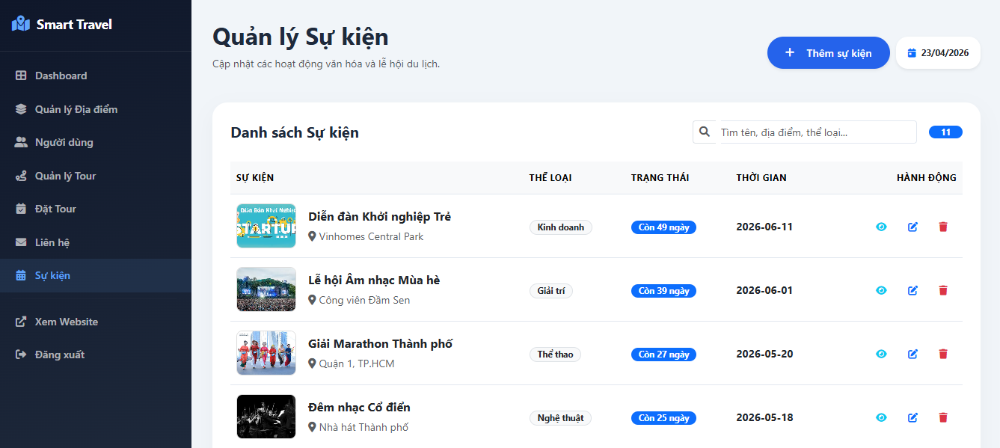 Smart Travel
Dashboard
Quản lý Địa điểm
Người dùng
Quản lý Tour
Đặt Tour
Liên hệ
Sự kiện
Xem Website
Đăng xuất
Quản lý Sự kiện
Cập nhật các hoạt động văn hóa và lễ hội du lịch.
Thêm sự kiện
23/04/2026
Danh sách Sự kiện
Tìm tên, địa điểm, thể loại...
11
SỰ KIỆN THỂ LOẠI TRẠNG THÁI THỜI GIAN HÀNH ĐỘNG
Diễn Đàn Khởi Nghiệp
STARTUP
Diễn đàn Khởi nghiệp Trẻ
Vinhomes Central Park
Kinh doanh
Còn 49 ngày
2026-06-11
Lễ hội Âm nhạc Mùa hè
Công viên Đầm Sen
Giải trí
Còn 39 ngày
2026-06-01
Giải Marathon Thành phố
Quận 1, TP.HCM
Thể thao
Còn 27 ngày
2026-05-20
Đêm nhạc Cổ điển
Nhà hát Thành phố
Nghệ thuật
Còn 25 ngày
2026-05-18